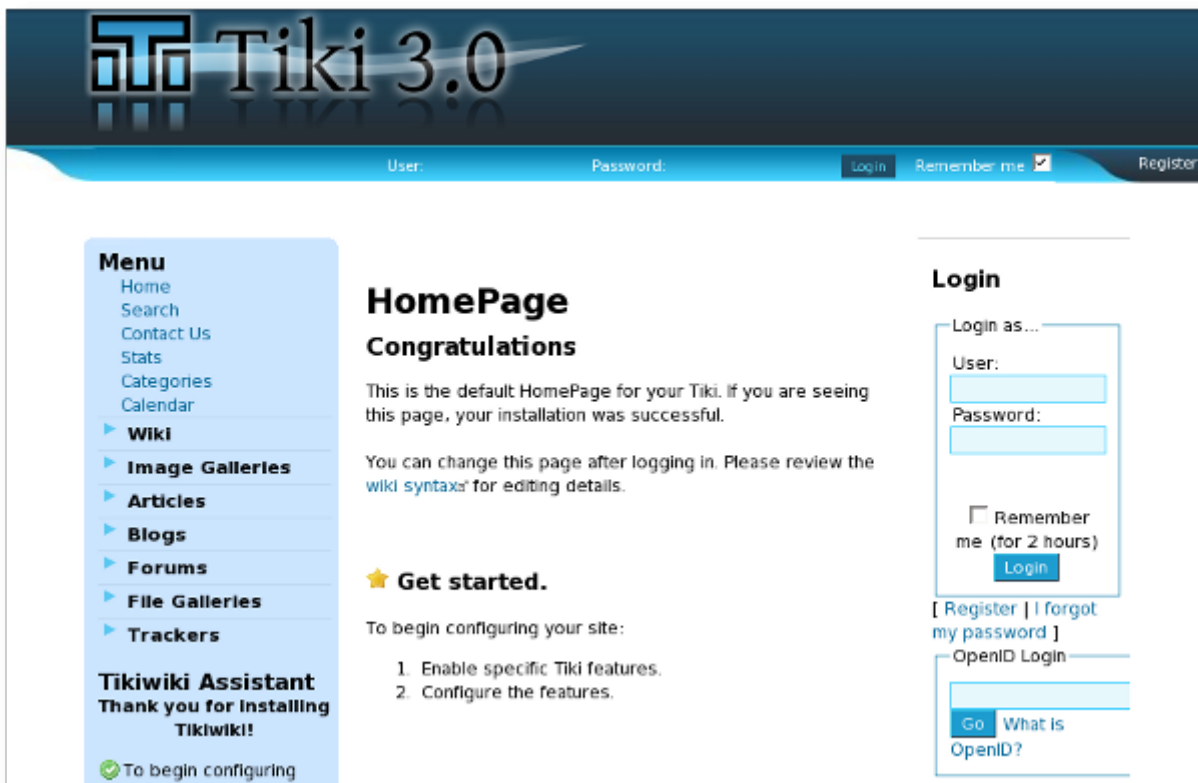 Tiki 3.0
User:
Password:
Login
Remember me
Register
Menu
Home
Search
Contact Us
Stats
Categories
Calendar
Wiki
Image Galleries
Articles
Blogs
Forums
File Galleries
Trackers
Tikiwiki Assistant
Thank you for installing
Tikiwiki!
To begin configuring
HomePage
Congratulations
This is the default HomePage for your Tiki. If you are seeing
this page, your installation was successful.
You can change this page after logging in. Please review the
wiki syntax for editing details.
Get started.
To begin configuring your site:
1. Enable specific Tiki features.
2. Configure the features.
Login
Login as...
User:
Password:
Remember
me (for 2 hours)
Login
[ Register | I forgot
my password ]
OpenID Login
Go What is
OpenID?